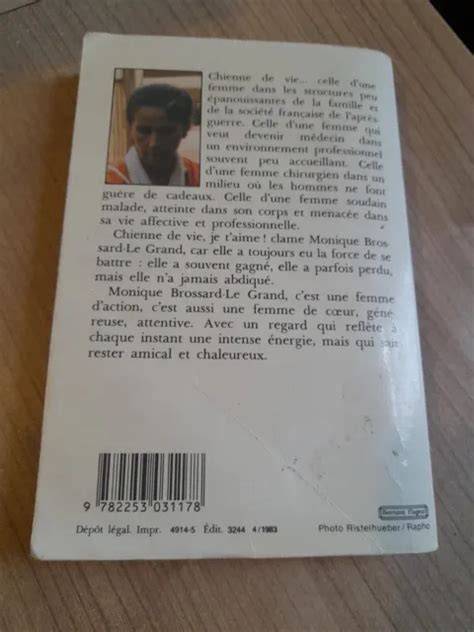 Chienne de vie... celle d'une
femme dans les structures peu
épanouissantes de la famille et
de la société française de l'après-
guerre. Celle d'une femme qui
veut devenir médecin dans
un environnement professionnel
souvent peu accueillant. Celle
d'une femme chirurgien dans un
milieu où les hommes ne font
guère de cadeaux. Celle d'une femme soudain
malade, atteinte dans son corps et menacée dans
sa vie affective et professionnelle.
Chienne de vie, je t'aime ! clame Monique Bros-
sard-Le Grand, car elle a toujours eu la force de se
battre : elle a souvent gagné, elle a parfois perdu,
mais elle n'a jamais abdiqué.
Monique Brossard-Le Grand, c'est une femme
d'action, c'est aussi une femme de cœur, géné-
reuse, attentive. Avec un regard qui reflète à
chaque instant une intense énergie, mais qui sait
rester amical et chaleureux.
9 782253 031178
Dépôt légal. Impr. 4914-5 Édit. 3244 4/1983
Photo Ristelhueber/Rapho